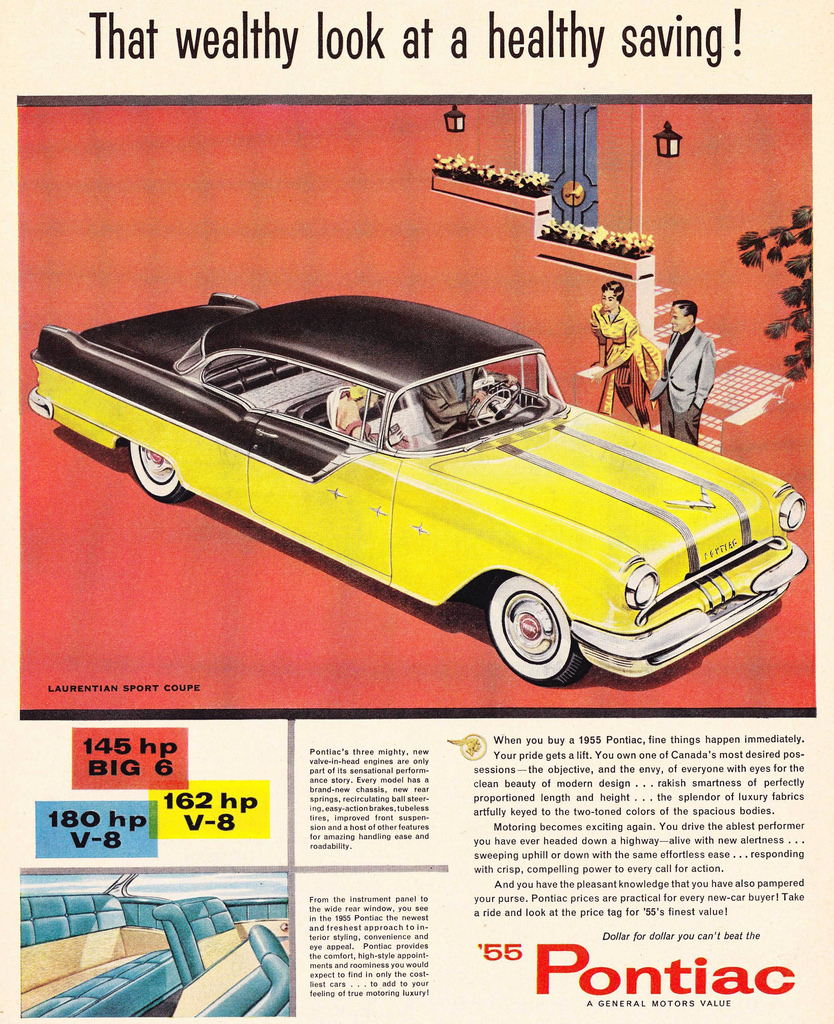 That wealthy look at a healthy saving!
PONTIAC
LAURENTIAN SPORT COUPE
145 hp
BIG 6
162 hp
V-8
180 hp
V-8
Pontiac's three mighty, new
valve-in-head engines are only
part of its sensational perform-
ance story. Every model has a
brand-new chassis, new rear
springs, recirculating ball steer-
ing, easy-action brakes, tubeless
tires, improved front suspen-
sion and a host of other features
for amazing handling ease and
roadability.
From the instrument panel to
the wide rear window, you see
in the 1955 Pontiac the newest
and freshest approach to in-
terior styling, convenience and
eye appeal. Pontiac provides
the comfort, high-style appoint-
ments and roominess you would
expect to find in only the cost-
liest cars . . . to add to your
feeling of true motoring luxury!
When you buy a 1955 Pontiac, fine things happen immediately.
Your pride gets a lift. You own one of Canada's most desired pos-
sessions—the objective, and the envy, of everyone with eyes for the
clean beauty of modern design . . . rakish smartness of perfectly
proportioned length and height . . . the splendor of luxury fabrics
artfully keyed to the two-toned colors of the spacious bodies.
Motoring becomes exciting again. You drive the ablest performer
you have ever headed down a highway—alive with new alertness . . .
sweeping uphill or down with the same effortless ease . . . responding
with crisp, compelling power to every call for action.
And you have the pleasant knowledge that you have also pampered
your purse. Pontiac prices are practical for every new-car buyer! Take
a ride and look at the price tag for '55's finest value!
Dollar for dollar you can't beat the
'55 Pontiac
A GENERAL MOTORS VALUE